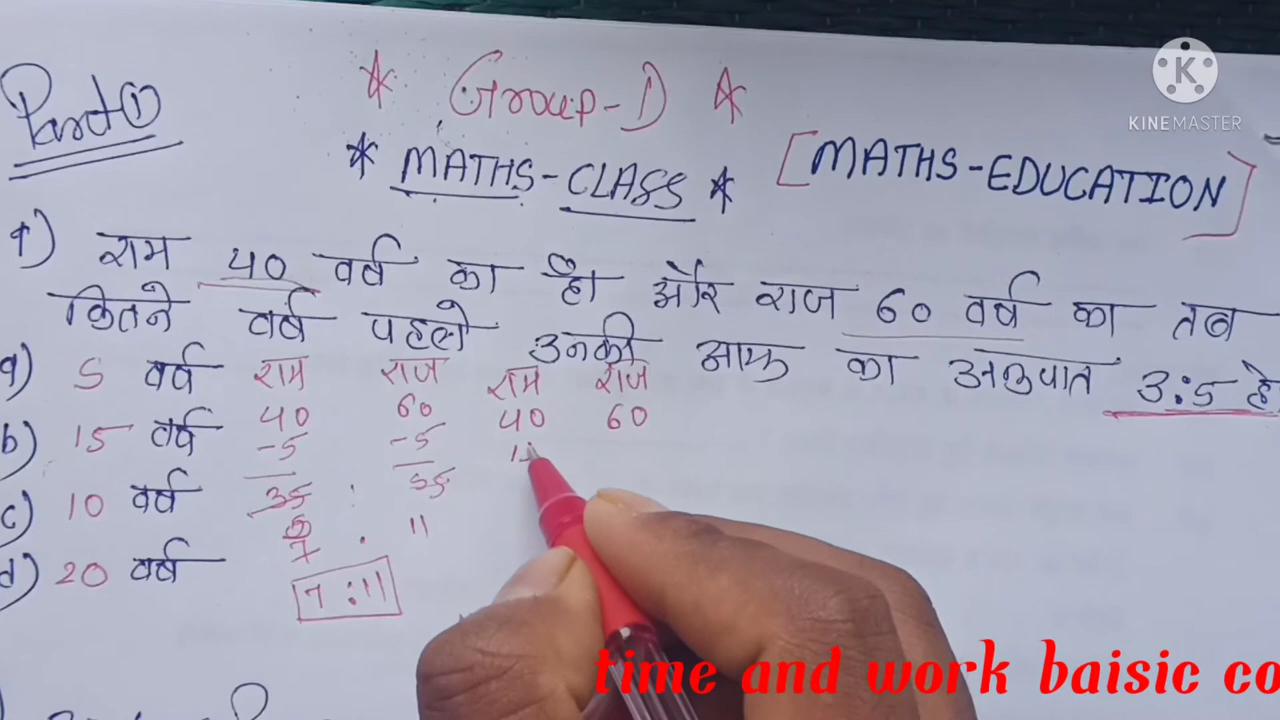 Part ①
* Group-D *
* MATHS-CLASS *
[MATHS-EDUCATION]
KINEMASTER
राम 40 वर्ष का है। और राज 60 वर्ष का तब
कितने वर्ष पहले उनकी आयु का अनुपात 3:5 है
a) 5 वर्ष
b) 15 वर्ष
c) 10 वर्ष
d) 20 वर्ष
राम राज
40 60
-5 -5
35 : 55
7 : 11
7:11
राम राज
40 60
time and work baisic co